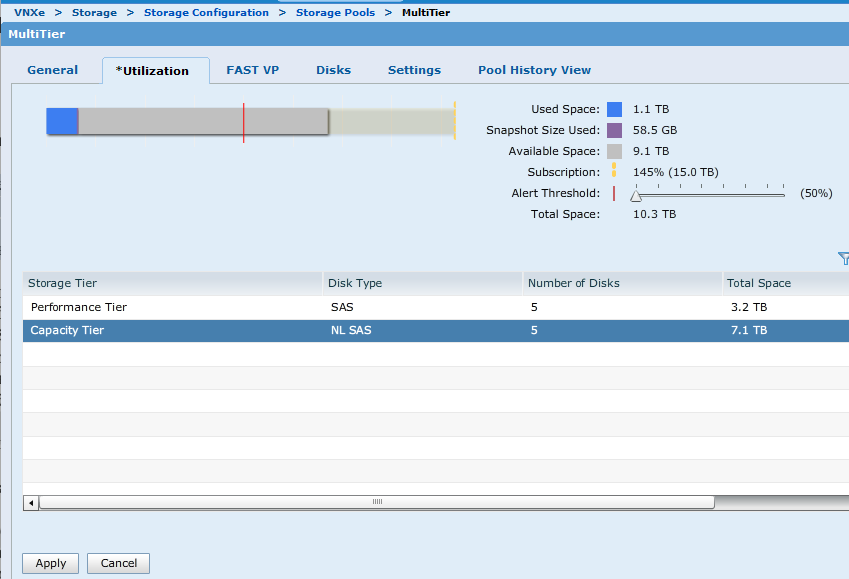 VNXe > Storage > Storage Configuration > Storage Pools > MultiTier
MultiTier
General *Utilization FAST VP Disks Settings Pool History View
Used Space: 1.1 TB
Snapshot Size Used: 58.5 GB
Available Space: 9.1 TB
Subscription: 145% (15.0 TB)
Alert Threshold: (50%)
Total Space: 10.3 TB
Storage Tier Disk Type Number of Disks Total Space
Performance Tier SAS 5 3.2 TB
Capacity Tier NL SAS 5 7.1 TB
Apply Cancel